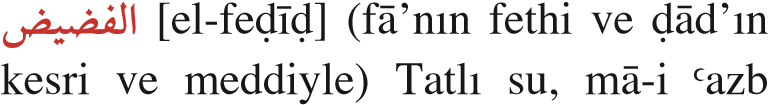 الفضيض [el-feḍīḍ] (fā’nın fethi ve ḍād’ın
kesri ve meddiyle) Tatlı su, mā-i ʿazb